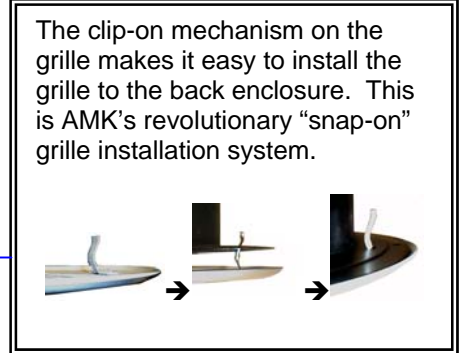 The clip-on mechanism on the
grille makes it easy to install the
grille to the back enclosure.  This
is AMK’s revolutionary “snap-on”
grille installation system.